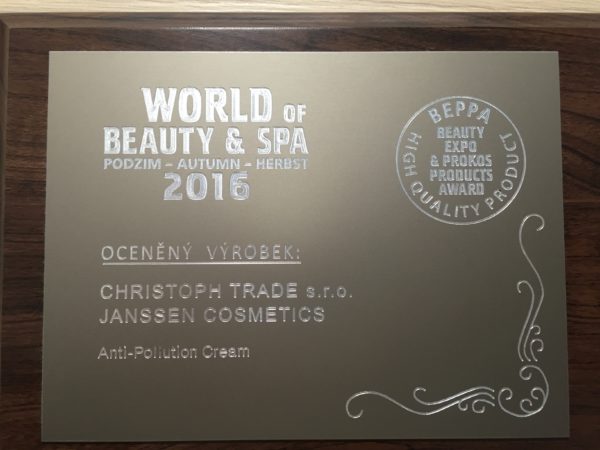 WORLD OF
BEAUTY & SPA
PODZIM – AUTUMN – HERBST
2016
BEPPA
BEAUTY
EXPO
& PROKOS
PRODUCTS
AWARD
HIGH QUALITY PRODUCT
OCENĚNÝ VÝROBEK:
CHRISTOPH TRADE s.r.o.
JANSSEN COSMETICS
Anti-Pollution Cream